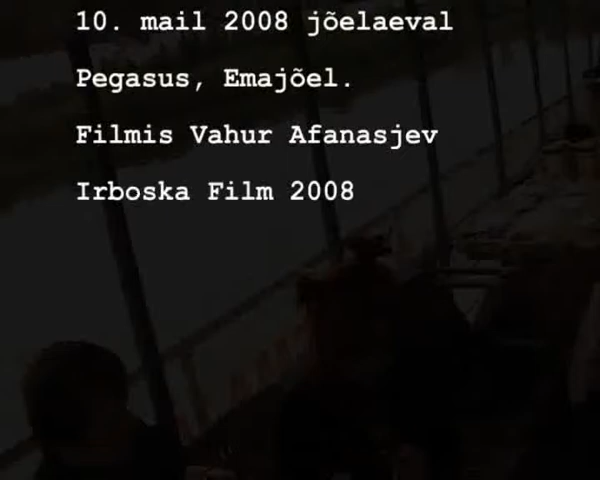 10. mail 2008 jõelaeval
Pegasus, Emajõel.
Filmis Vahur Afanasjev
Irboska Film 2008